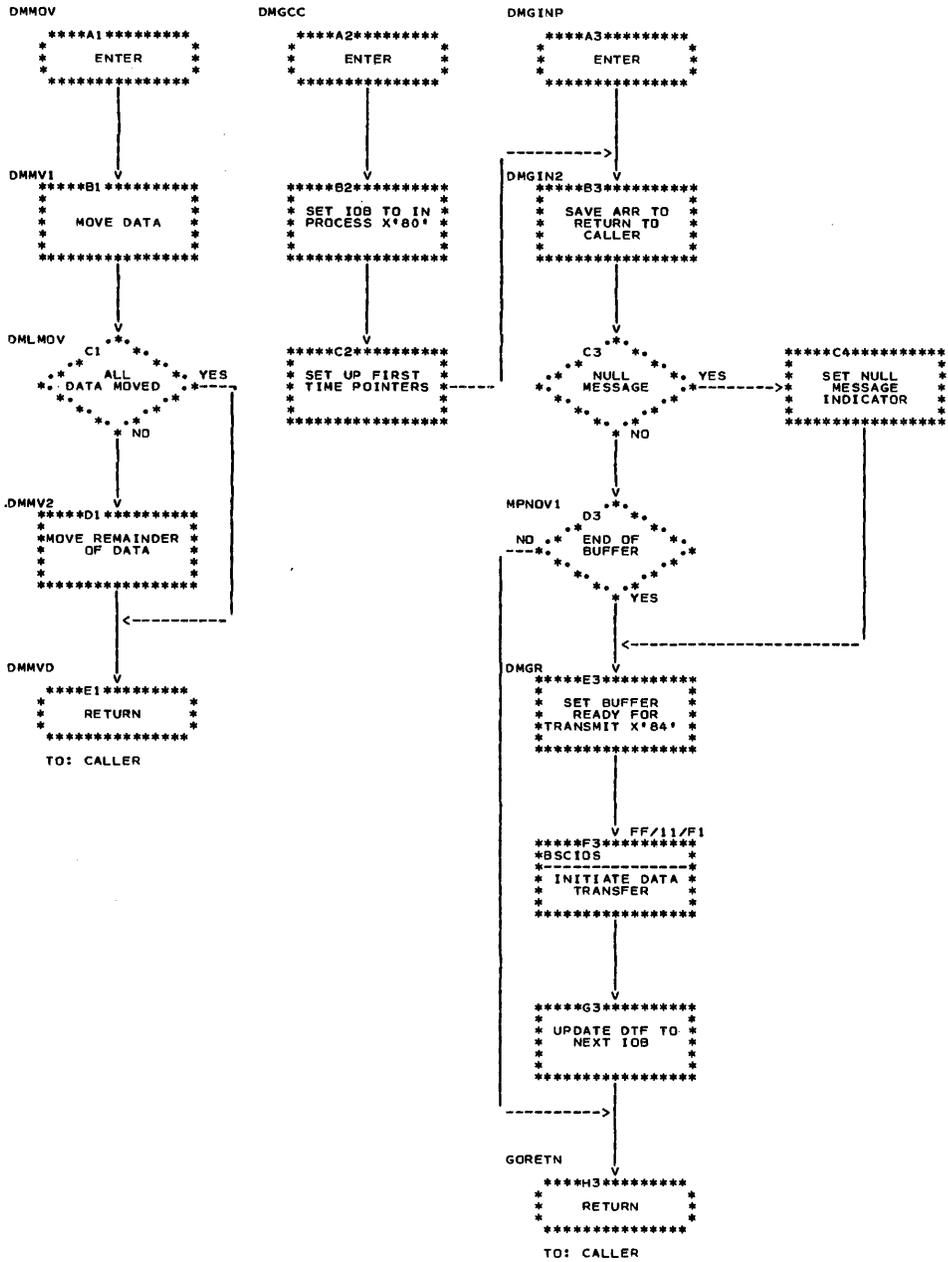 DMMOV
A1
ENTER
DMMV1
B1
MOVE DATA
DMLMOV
C1
ALL
DATA MOVED
YES
NO
DMMV2
D1
MOVE REMAINDER
OF DATA
DMMVD
E1
RETURN
TO: CALLER
DMGCC
A2
ENTER
B2
SET IOB TO IN
PROCESS X'80'
C2
SET UP FIRST
TIME POINTERS
DMGINP
A3
ENTER
DMGIN2
B3
SAVE ARR TO
RETURN TO
CALLER
C3
NULL
MESSAGE
YES
NO
C4
SET NULL
MESSAGE
INDICATOR
MPNOV1
D3
END OF
BUFFER
NO
YES
DMGR
E3
SET BUFFER
READY FOR
TRANSMIT X'84'
FF/11/F1
F3
BSCIOS
INITIATE DATA
TRANSFER
G3
UPDATE DTF TO
NEXT IOB
GORETN
H3
RETURN
TO: CALLER